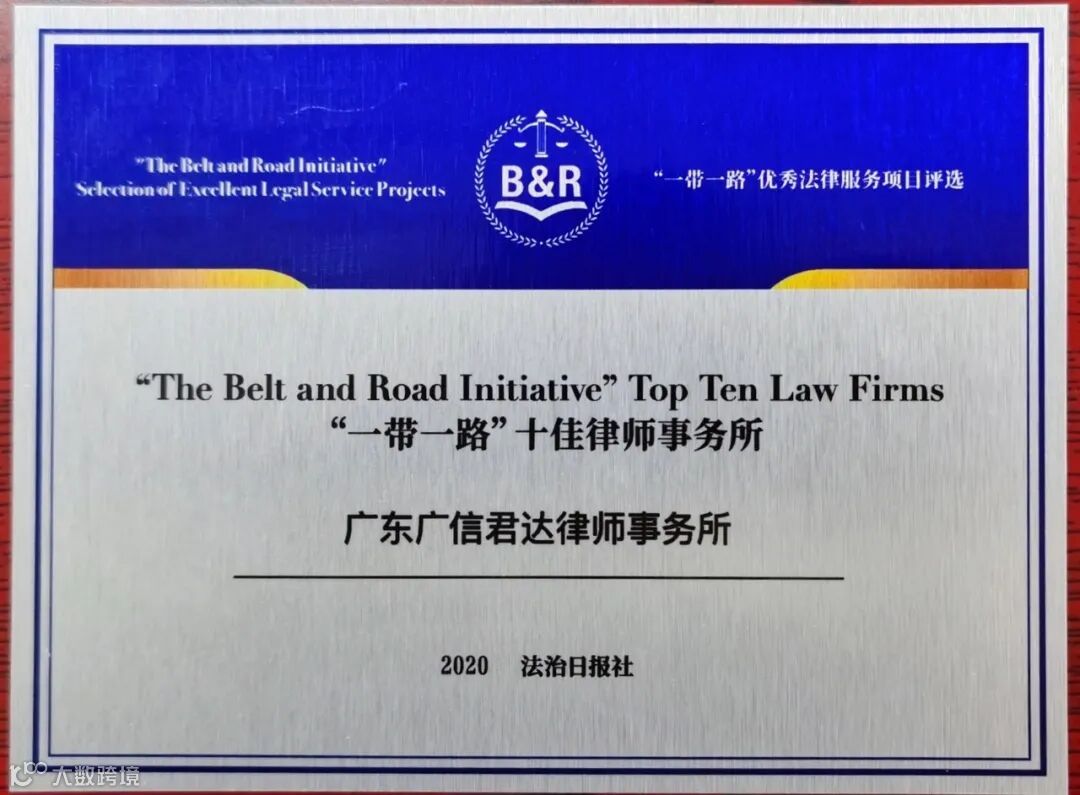 "The Belt and Road Initiative"
Selection of Excellent Legal Service Projects
B&R
“一带一路”优秀法律服务项目评选
“The Belt and Road Initiative” Top Ten Law Firms
“一带一路”十佳律师事务所
广东广信君达律师事务所
2020 法治日报社
大数跨境